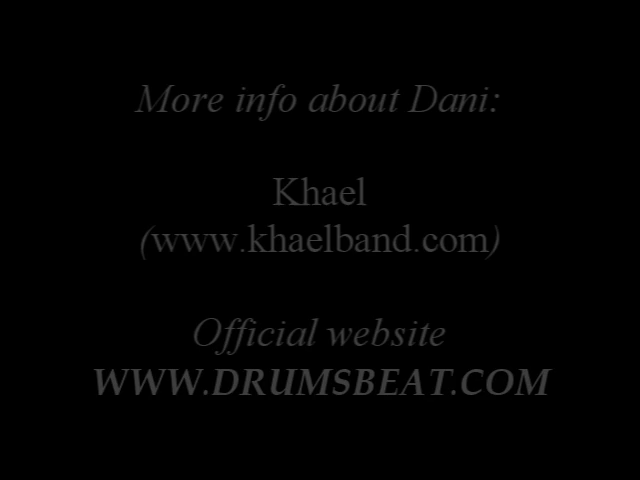 More info about Dani:
Khael
(www.khaelband.com)
Official website
WWW.DRUMSBEAT.COM